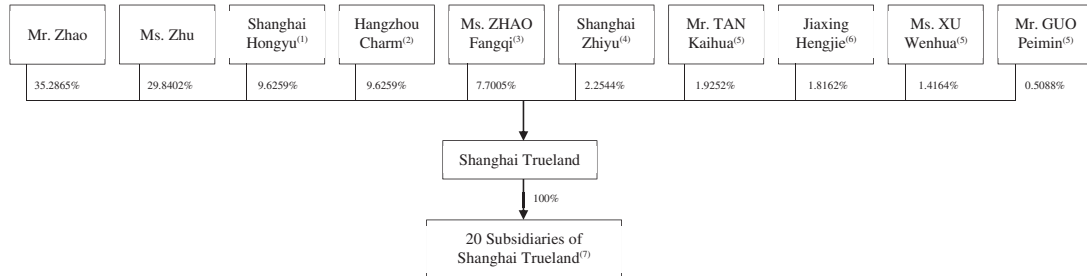 Mr. Zhao
Ms. Zhu
Shanghai
Hongyu(1)
Hangzhou
Charm(2)
Ms. ZHAO
Fangqi(3)
Shanghai
Zhiyu(4)
Mr. TAN
Kaihua(5)
Jiaxing
Hengjie(6)
Ms. XU
Wenhua(5)
Mr. GUO
Peimin(5)
35.2865%
29.8402%
9.6259%
9.6259%
7.7005%
2.2544%
1.9252%
1.8162%
1.4164%
0.5088%
Shanghai Trueland
100%
20 Subsidiaries of
Shanghai Trueland(7)